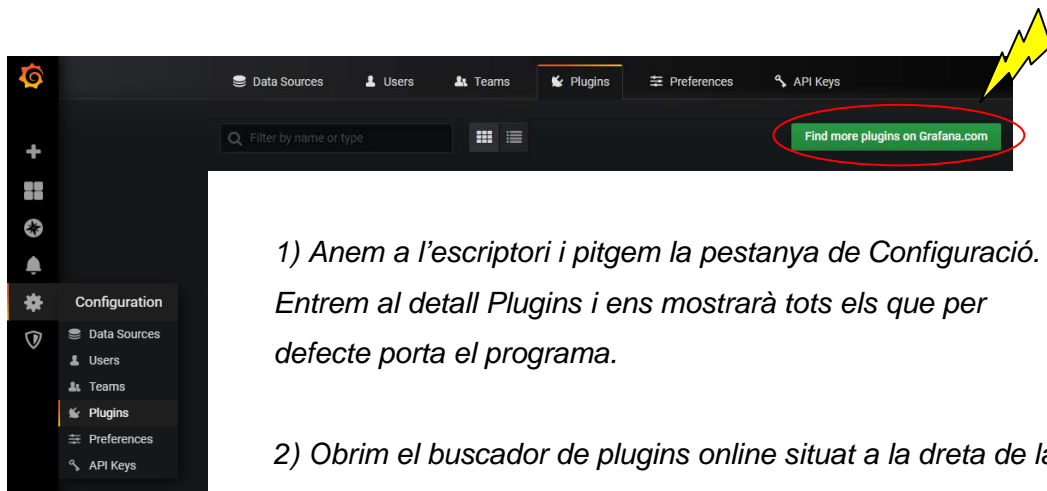 Data Sources Users Teams Plugins Preferences API Keys
Filter by name or type Find more plugins on Grafana.com
Configuration
Data Sources
Users
Teams
Plugins
Preferences
API Keys
1) Anem a l’escriptori i pitgem la pestanya de Configuració.
Entrem al detall Plugins i ens mostrarà tots els que per
defecte porta el programa.
2) Obrim el buscador de plugins online situat a la dreta de la